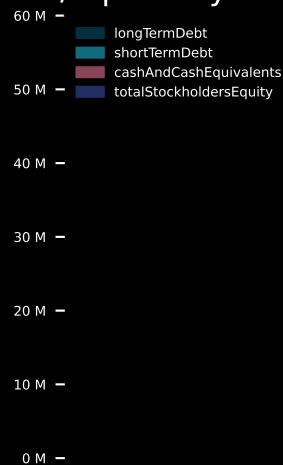 60 M
longTermDebt
shortTermDebt
cashAndCashEquivalents
totalStockholdersEquity
50 M
40 M
30 M
20 M
10 M
0 M